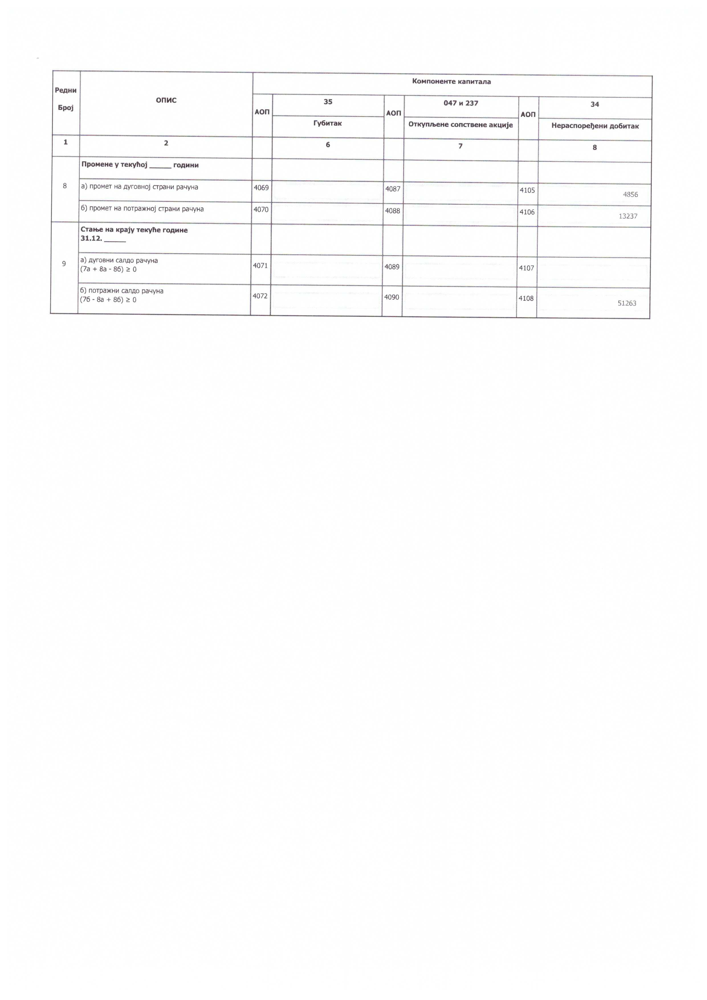 Редни
Број
ОПИС
Компоненте капитала
АОП
35
АОП
047 и 237
АОП
34
Губитак
Откупљене сопствене акције
Нераспоређени добитак
1 2 6 7 8
8
Промене у текућој ______ години
а) промет на дуговној страни рачуна 4069 4087 4105 4856
б) промет на потражној страни рачуна 4070 4088 4106 13237
9
Стање на крају текуће године
31.12. ______
а) дуговни салдо рачуна
(7а + 8а - 8б) ≥ 0 4071 4089 4107
б) потражни салдо рачуна
(7б - 8а + 8б) ≥ 0 4072 4090 4108 51263